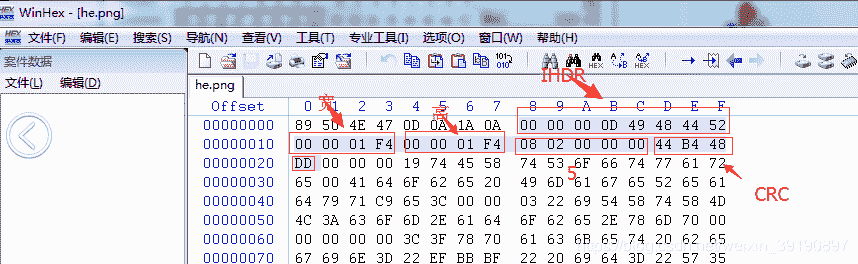 WinHex - [he.png]
文件(F) 编辑(E) 搜索(S) 导航(N) 查看(V) 工具(T) 专业工具(I) 选项(O) 窗口(W) 帮助(H)
案件数据
文件(L) 编辑(D)
he.png
IHDR
宽
高
Offset 0 1 2 3 4 5 6 7 8 9 A B C D E F
00000000 89 50 4E 47 0D 0A 1A 0A 00 00 00 0D 49 48 44 52
00000010 00 00 01 F4 00 00 01 F4 08 02 00 00 00 44 B4 48
00000020 DD 00 00 00 19 74 45 58 74 53 6F 66 74 77 61 72
5
CRC
00000030 65 00 41 64 6F 62 65 20 49 6D 61 67 65 52 65 61
00000040 64 79 71 C9 65 3C 00 00 03 22 69 54 58 74 58 4D
00000050 4C 3A 63 6F 6D 2E 61 64 6F 62 65 2E 78 6D 70 00
00000060 00 00 00 00 3C 3F 78 70 61 63 6B 65 74 20 62 65
00000070 67 69 6E 3D 22 EF BB BF 22 20 69 64 3D 22 57 35